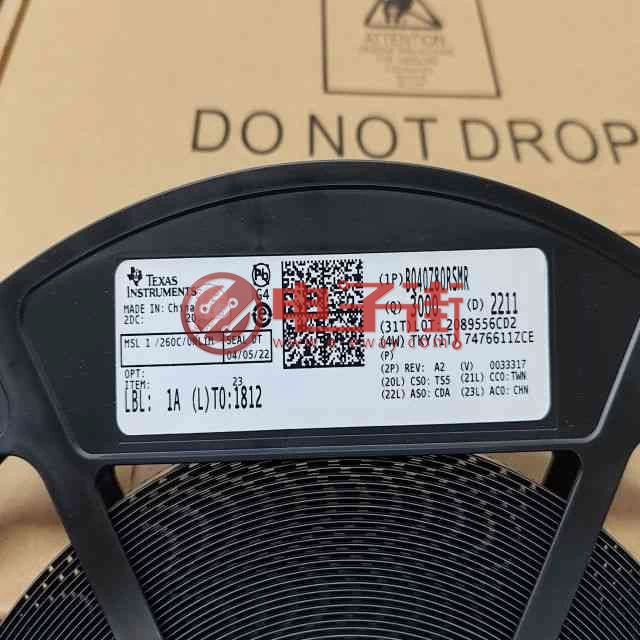 ATTENTION
DO NOT DROP
TEXAS
INSTRUMENTS
MADE IN: China
2DC:
MSL 1 /260C/UNLIM
SEAL DT
04/05/22
OPT:
ITEM:
23
LBL: 1A (L)TO:1812
Pb
(1P)
(Q) 3000 (D) 2211
(31T)LOT: 2089556CD2
(4W) TKY(1T) 7476611ZCE
(P)
(2P) REV: A2 (V) 0033317
(20L) CSO: TS5 (21L) CCO:TWN
(22L) ASO: CDA (23L) ACO: CHN
电子街